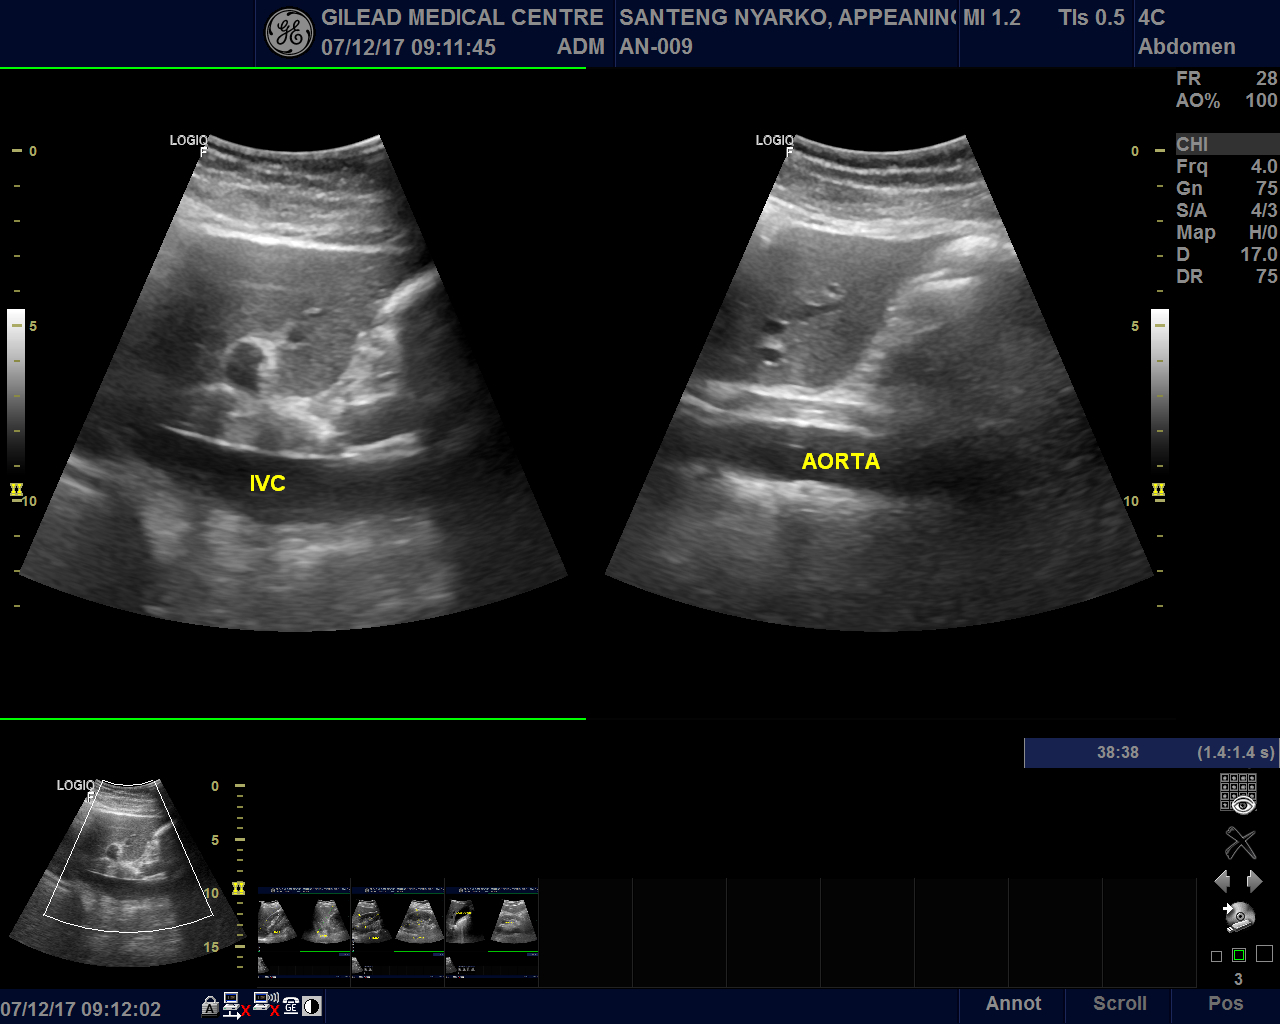 GILEAD MEDICAL CENTRE
07/12/17 09:11:45 ADM
SANTENG NYARKO, APPEANING
AN-009
MI 1.2 TIs 0.5
4C
Abdomen
FR 28
AO% 100
CHI
Frq 4.0
Gn 75
S/A 4/3
Map H/0
D 17.0
DR 75
LOGIQ
F
0
5
10
IVC
LOGIQ
F
0
5
10
AORTA
38:38 (1.4:1.4 s)
LOGIQ
F
0
5
10
15
3
07/12/17 09:12:02
A
GE
Annot Scroll Pos